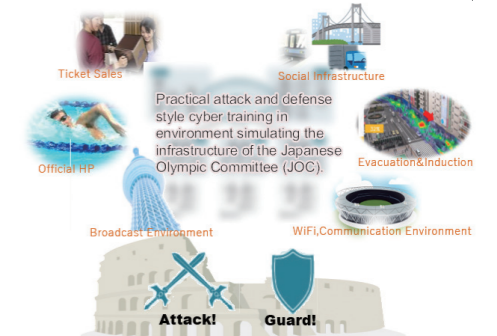 Ticket Sales
Social Infrastructure
Practical attack and defense
style cyber training in
environment simulating the
infrastructure of the Japanese
Olympic Committee (JOC).
Official HP
Evacuation&Induction
Broadcast Environment
WiFi,Communication Environment
Attack!
Guard!